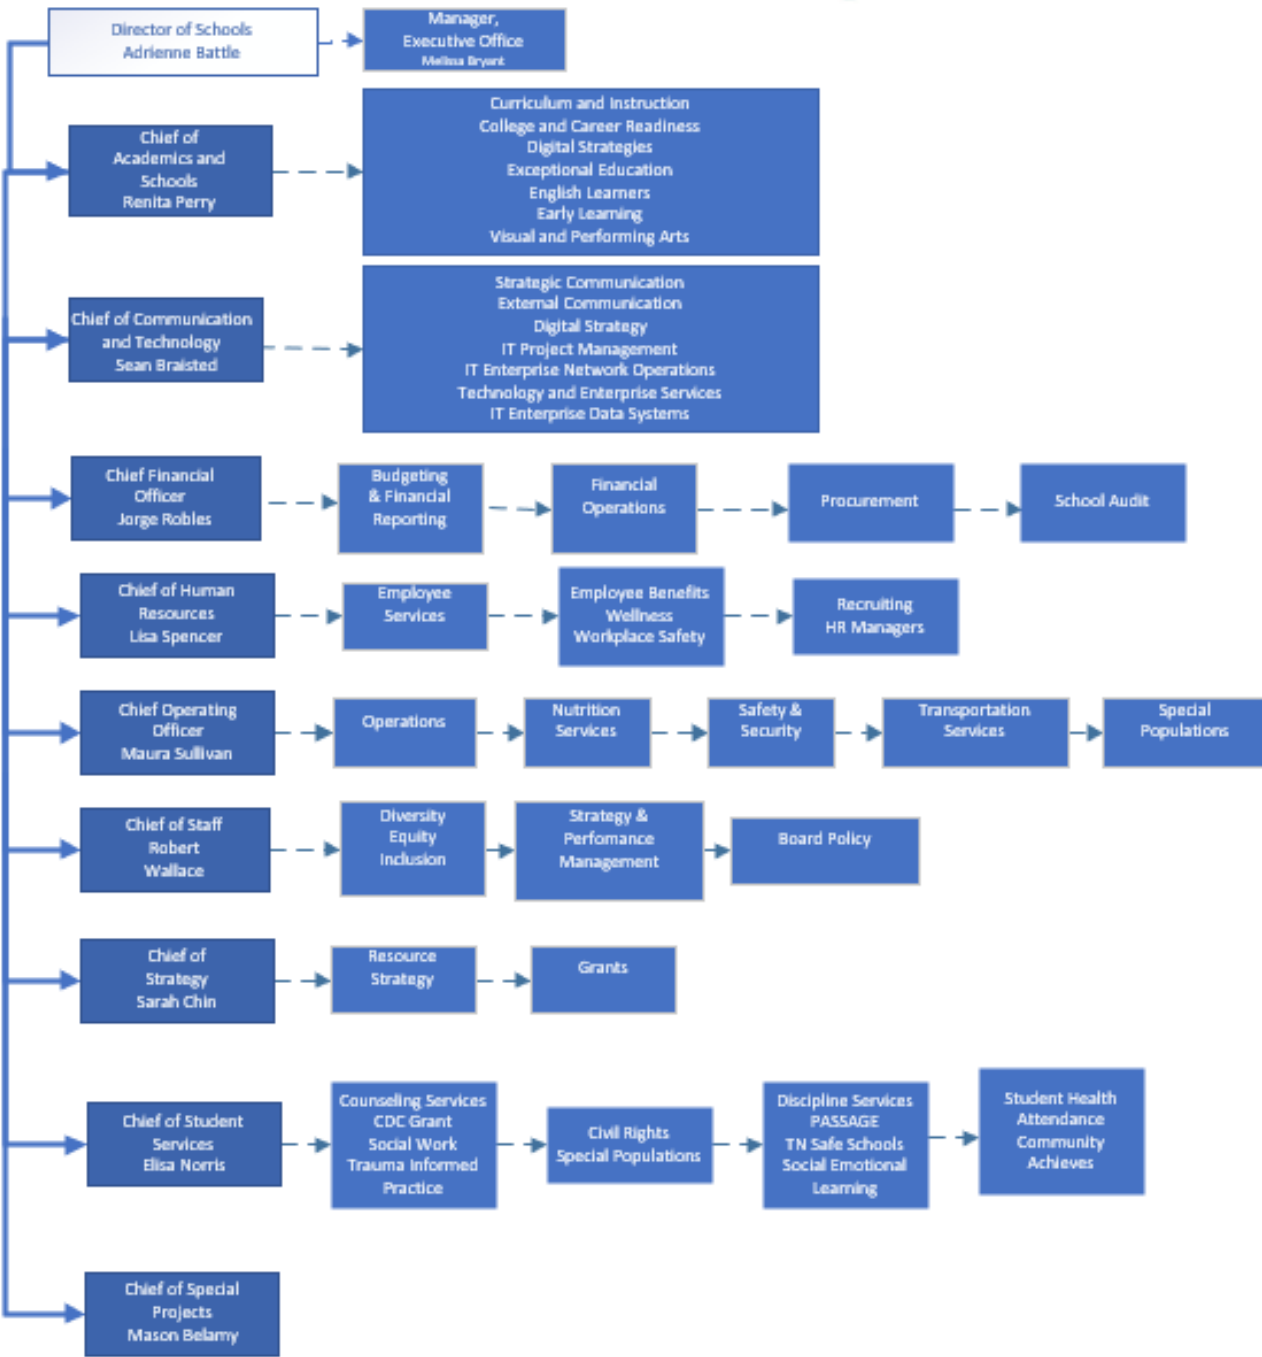 Director of Schools
Adrienne Battle
Manager,
Executive Office
Melissa Bryant
Chief of
Academics and
Schools
Renita Perry
Curriculum and Instruction
College and Career Readiness
Digital Strategies
Exceptional Education
English Learners
Early Learning
Visual and Performing Arts
Chief of Communication
and Technology
Sean Braisted
Strategic Communication
External Communication
Digital Strategy
IT Project Management
IT Enterprise Network Operations
Technology and Enterprise Services
IT Enterprise Data Systems
Chief Financial
Officer
Jorge Robles
Budgeting
& Financial
Reporting
Financial
Operations
Procurement
School Audit
Chief of Human
Resources
Lisa Spencer
Employee
Services
Employee Benefits
Wellness
Workplace Safety
Recruiting
HR Managers
Chief Operating
Officer
Maura Sullivan
Operations
Nutrition
Services
Safety &
Security
Transportation
Services
Special
Populations
Chief of Staff
Robert
Wallace
Diversity
Equity
Inclusion
Strategy &
Perfomance
Management
Board Policy
Chief of
Strategy
Sarah Chin
Resource
Strategy
Grants
Chief of Student
Services
Elisa Norris
Counseling Services
CDC Grant
Social Work
Trauma Informed
Practice
Civil Rights
Special Populations
Discipline Services
PASSAGE
TN Safe Schools
Social Emotional
Learning
Student Health
Attendance
Community
Achieves
Chief of Special
Projects
Mason Belamy